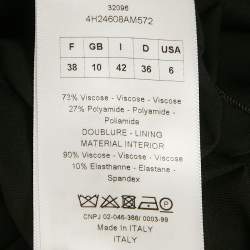 32096
4H24608AM572
F GB I D USA
38 10 42 36 6
73% Viscose - Viscose - Viscose
27% Polyamide - Polyamide -
Poliamida
DOUBLURE - LINING
MATERIAL INTERIOR
90% Viscose - Viscose - Viscose
10% Elasthanne - Elastane -
Spandex
CNPJ 02-046-366/ 0003-99
Made In ITALY
ITALY